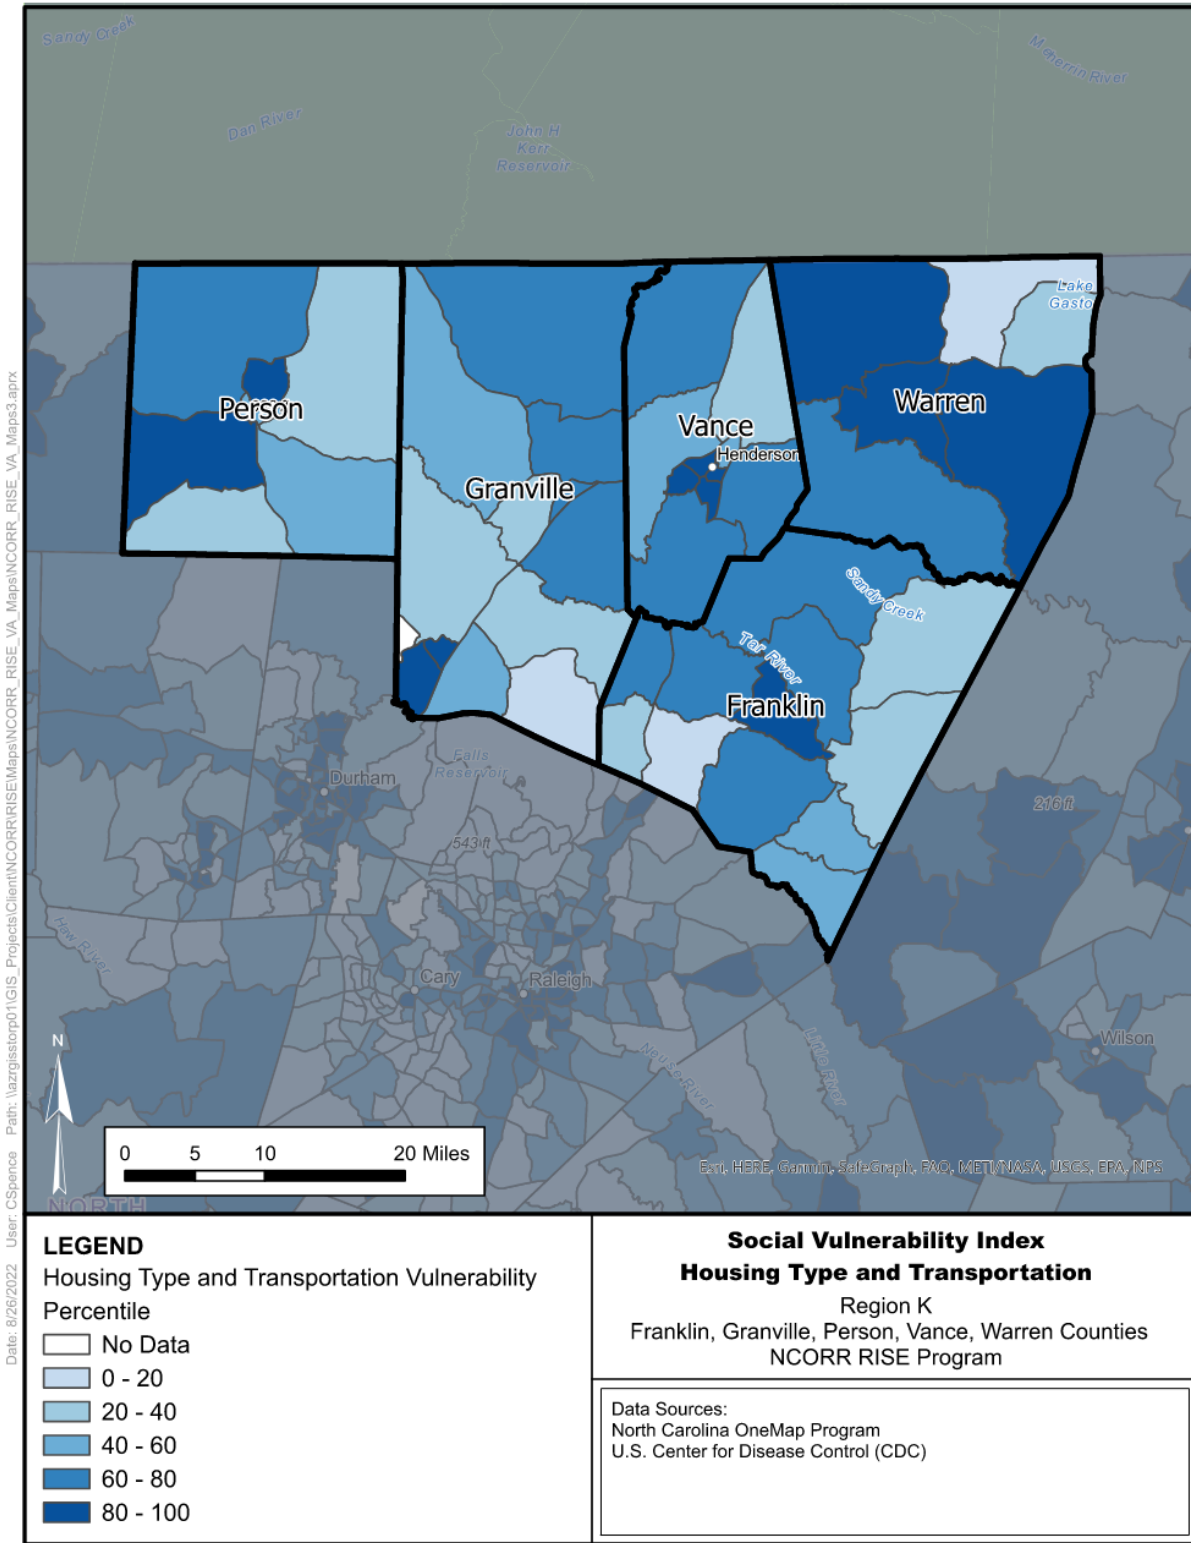 Sandy Creek
Meherrin River
Dan River
John H
Kerr
Reservoir
Lake
Gasto
Person
Warren
Vance
Henderson
Granville
Sandy Creek
Tar River
Franklin
Falls
Reservoir
Durham
216 ft
543 ft
Haw River
Cary
Raleigh
Neuse River
Little River
Wilson
N
0 5 10 20 Miles
Esri, HERE, Garmin, SafeGraph, FAO, METI/NASA, USGS, EPA, NPS
NORTH
LEGEND
Housing Type and Transportation Vulnerability
Percentile
No Data
0 - 20
20 - 40
40 - 60
60 - 80
80 - 100
Social Vulnerability Index
Housing Type and Transportation
Region K
Franklin, Granville, Person, Vance, Warren Counties
NCORR RISE Program
Data Sources:
North Carolina OneMap Program
U.S. Center for Disease Control (CDC)
Date: 8/26/2022 User: CSpence Path: \\azrgisstorp01\GIS_Projects\Client\NCORR\RISE\Maps\NCORR_RISE_VA_Maps\NCORR_RISE_VA_Maps3.aprx